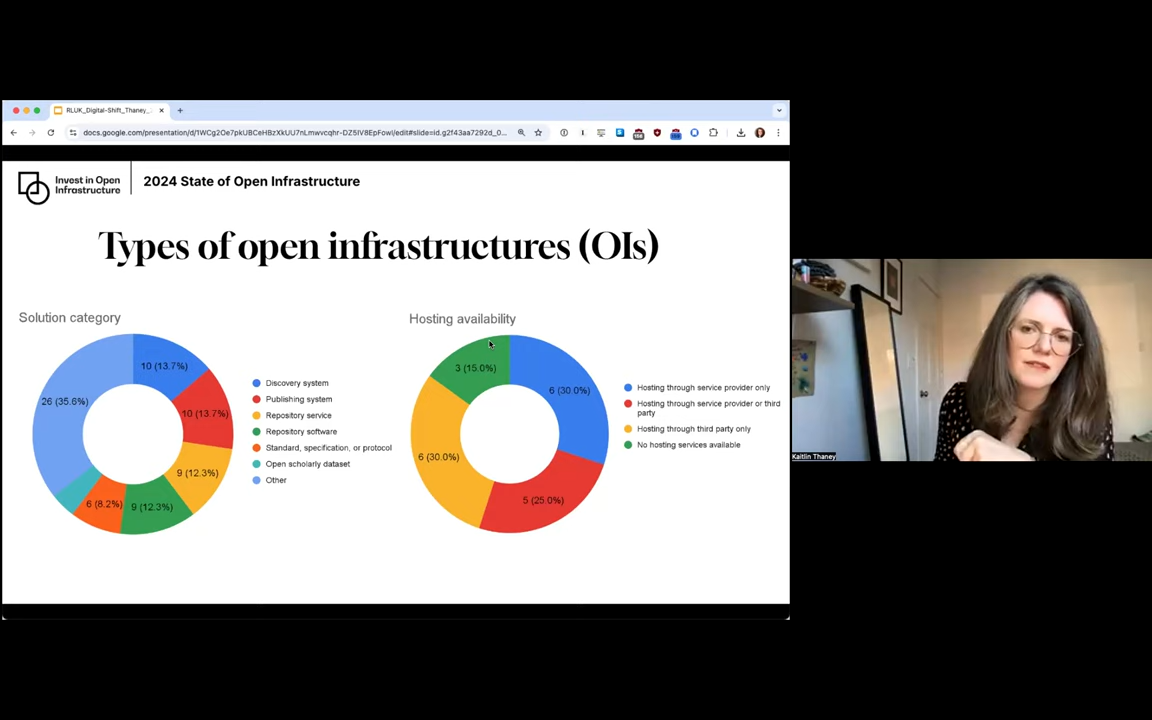 RLUK_Digital-Shift_Thaney_
docs.google.com/presentation/d/1WCg2Oe7pkUBCeHBzXkUU7nLmwvcqhr-DZ5IV8EpFowI/edit#slide=id.g2f43aa7292d_0...
Invest in Open
Infrastructure
2024 State of Open Infrastructure
Types of open infrastructures (OIs)
Solution category
10 (13.7%)
10 (13.7%)
9 (12.3%)
9 (12.3%)
6 (8.2%)
26 (35.6%)
Discovery system
Publishing system
Repository service
Repository software
Standard, specification, or protocol
Open scholarly dataset
Other
Hosting availability
6 (30.0%)
5 (25.0%)
6 (30.0%)
3 (15.0%)
Hosting through service provider only
Hosting through service provider or third
party
Hosting through third party only
No hosting services available
Kaitlin Thaney